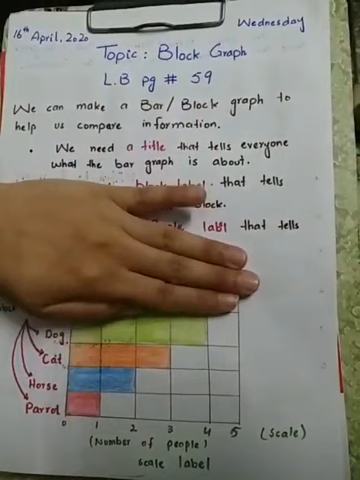 16th April, 2020
Wednesday
Topic: Block Graph
L.B pg # 59
We can make a Bar/Block graph to
help us compare information.
• We need a title that tells everyone
what the bar graph is about.
block label that tells
block.
label that tells
Dog
Cat
Horse
Parrot
0 1 2 3 4 5 (scale)
(Number of people)
scale label